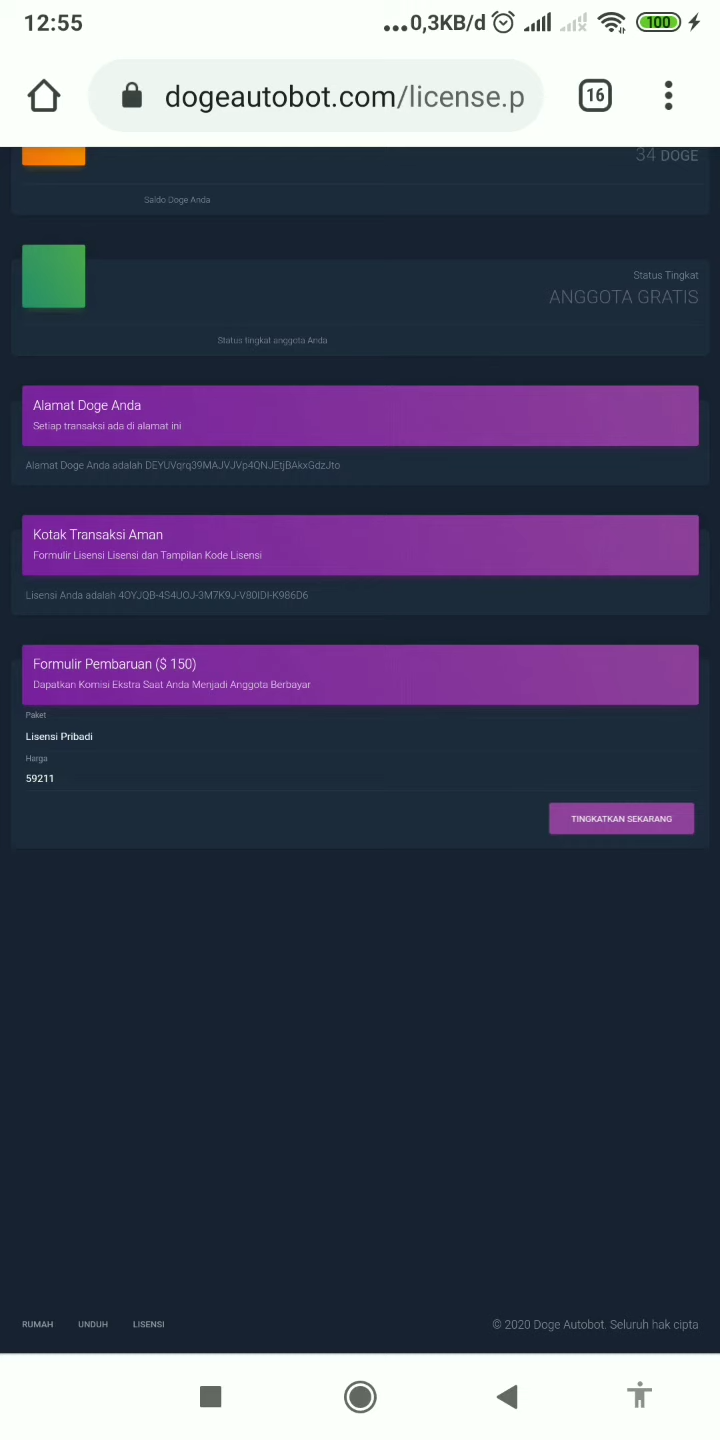 12:55
...0,3KB/d
100
dogeautobot.com/license.p
16
34 DOGE
Saldo Doge Anda
Status Tingkat
ANGGOTA GRATIS
Status tingkat anggota Anda
Alamat Doge Anda
Setiap transaksi ada di alamat ini
Alamat Doge Anda adalah DEYUVqrq39MAJVJVp4QNJEtjBAkxGdzJto
Kotak Transaksi Aman
Formulir Lisensi Lisensi dan Tampilan Kode Lisensi
Lisensi Anda adalah 4OYJQB-4S4UOJ-3M7K9J-V80IDI-K986D6
Formulir Pembaruan ($ 150)
Dapatkan Komisi Ekstra Saat Anda Menjadi Anggota Berbayar
Paket
Lisensi Pribadi
Harga
59211
TINGKATKAN SEKARANG
RUMAH UNDUH LISENSI
© 2020 Doge Autobot. Seluruh hak cipta